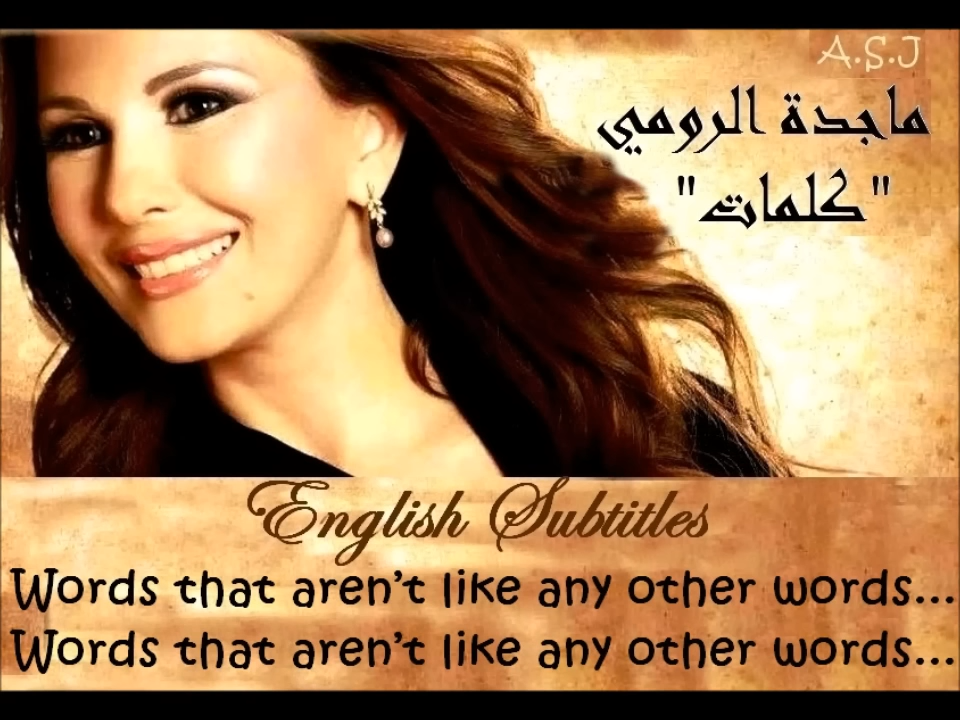 A.S.J
ماجدة الرومي
"كلمات"
English Subtitles
Words that aren't like any other words...
Words that aren't like any other words...